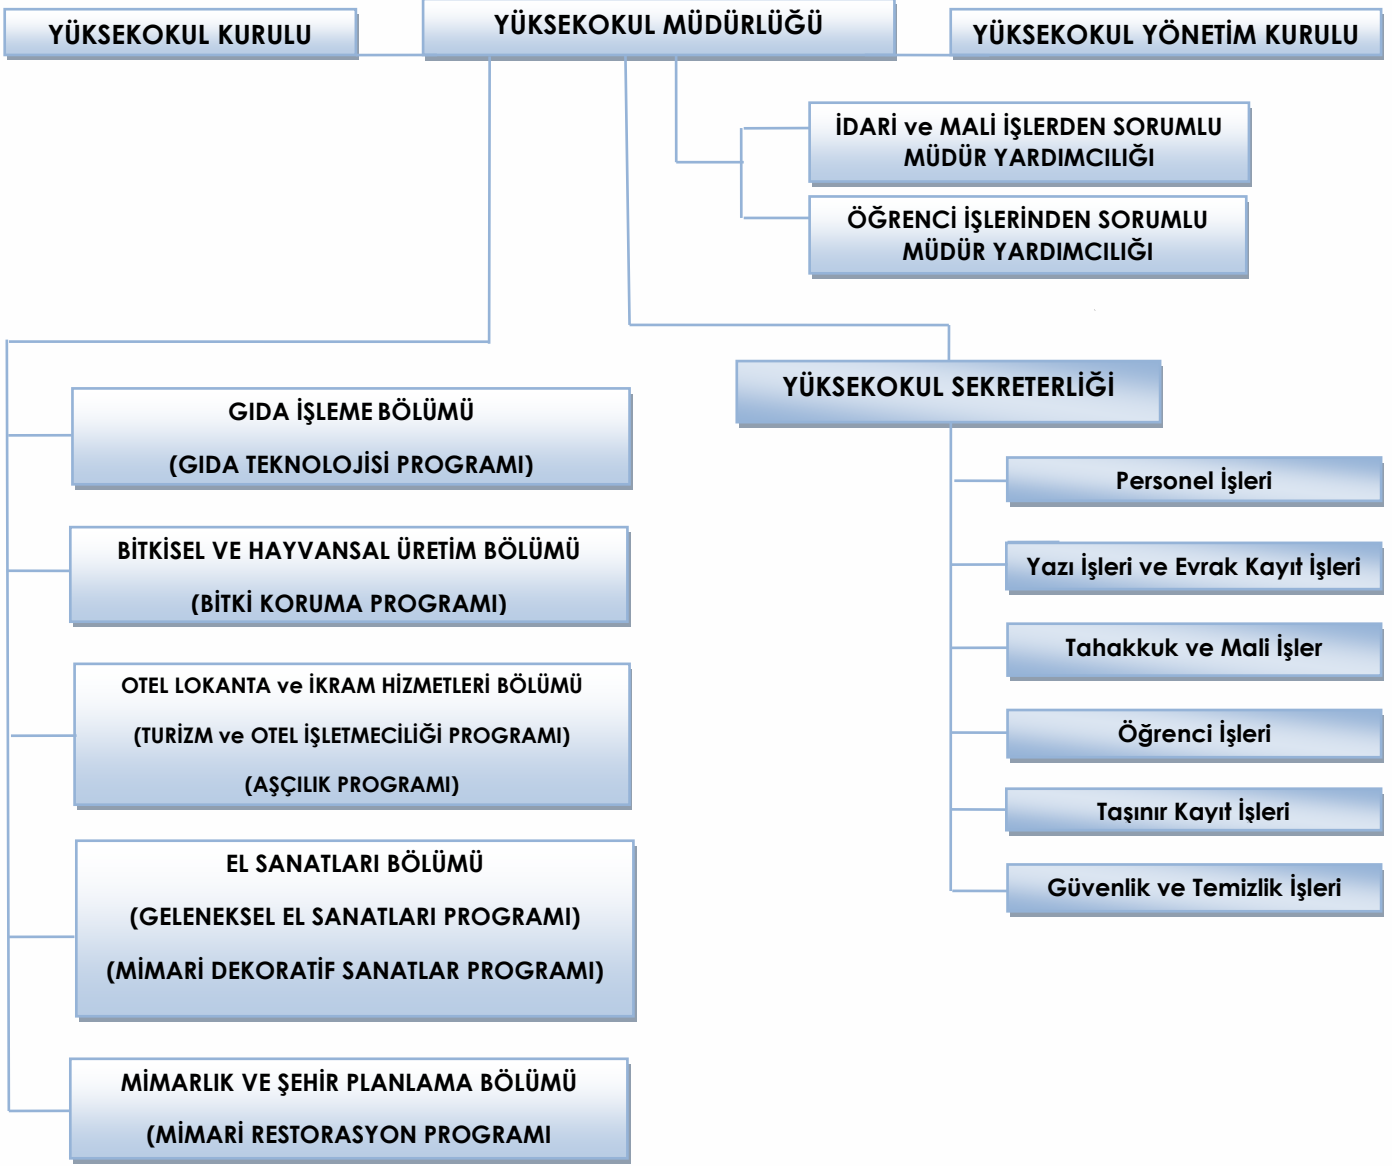 YÜKSEKOKUL KURULU
YÜKSEKOKUL MÜDÜRLÜĞÜ
YÜKSEKOKUL YÖNETİM KURULU
İDARİ ve MALİ İŞLERDEN SORUMLU
MÜDÜR YARDIMCILIĞI
ÖĞRENCİ İŞLERİNDEN SORUMLU
MÜDÜR YARDIMCILIĞI
GIDA İŞLEME BÖLÜMÜ
(GIDA TEKNOLOJİSİ PROGRAMI)
BİTKİSEL VE HAYVANSAL ÜRETİM BÖLÜMÜ
(BİTKİ KORUMA PROGRAMI)
OTEL LOKANTA ve İKRAM HİZMETLERİ BÖLÜMÜ
(TURİZM ve OTEL İŞLETMECİLİĞİ PROGRAMI)
(AŞÇILIK PROGRAMI)
EL SANATLARI BÖLÜMÜ
(GELENEKSEL EL SANATLARI PROGRAMI)
(MİMARİ DEKORATİF SANATLAR PROGRAMI)
MİMARLIK VE ŞEHİR PLANLAMA BÖLÜMÜ
(MİMARİ RESTORASYON PROGRAMI
YÜKSEKOKUL SEKRETERLİĞİ
Personel İşleri
Yazı İşleri ve Evrak Kayıt İşleri
Tahakkuk ve Mali İşler
Öğrenci İşleri
Taşınır Kayıt İşleri
Güvenlik ve Temizlik İşleri